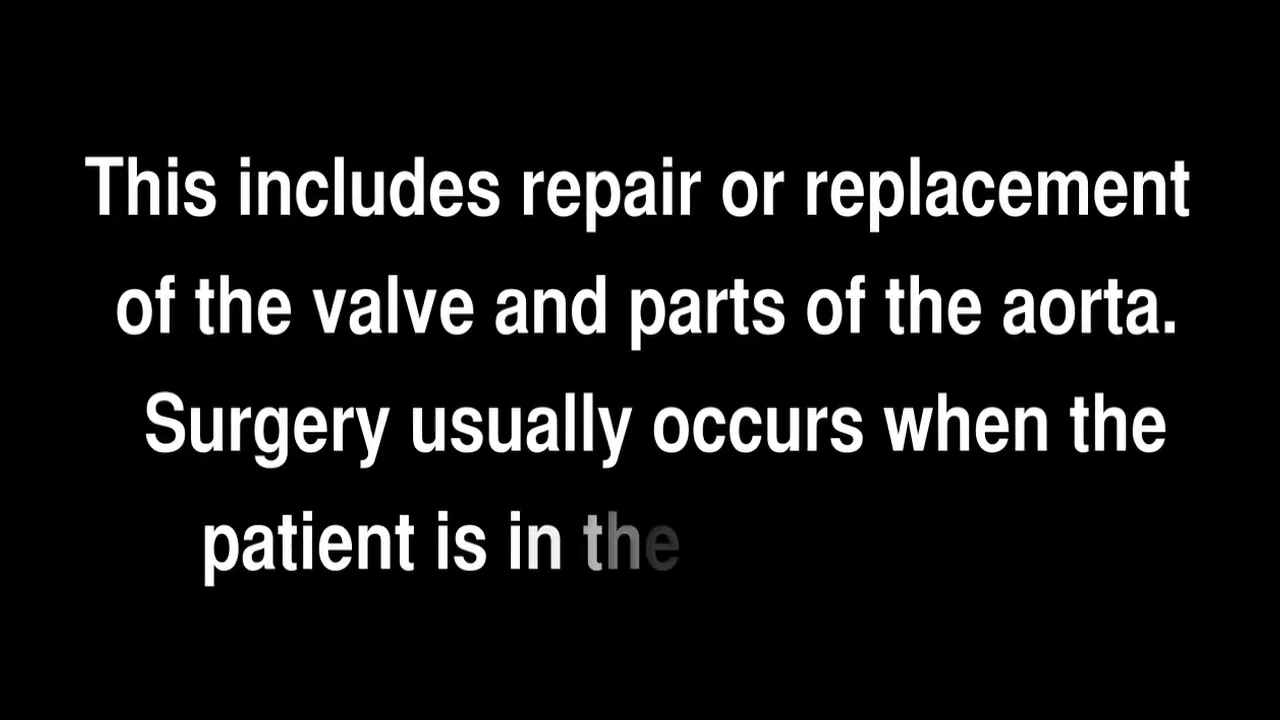 This includes repair or replacement
of the valve and parts of the aorta.
Surgery usually occurs when the
patient is in the